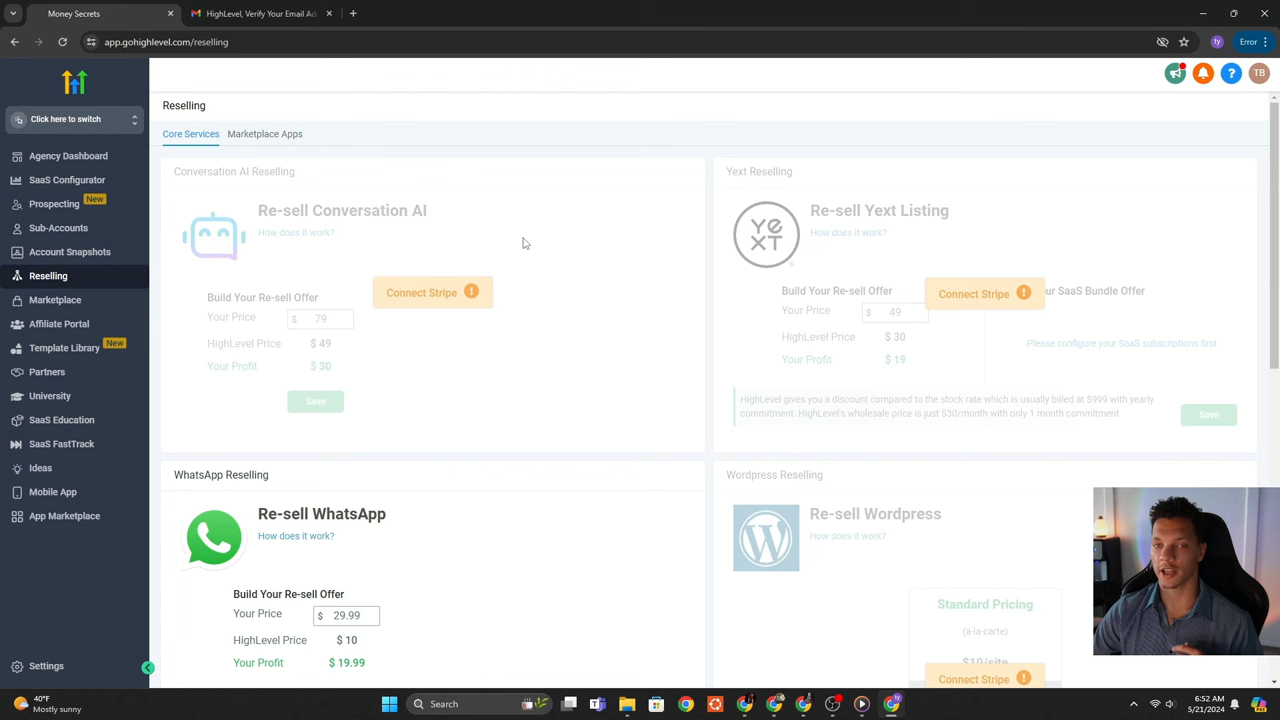 Money Secrets
HighLevel, Verify Your Email Ad
app.gohighlevel.com/reselling
ty
Error
Click here to switch
Agency Dashboard
SaaS Configurator
Prospecting New
Sub-Accounts
Account Snapshots
Reselling
Marketplace
Affiliate Portal
Template Library New
Partners
University
SaaS Education
SaaS FastTrack
Ideas
Mobile App
App Marketplace
Settings
TB
Reselling
Core Services Marketplace Apps
Conversation AI Reselling
Re-sell Conversation AI
How does it work?
Connect Stripe
Build Your Re-sell Offer
Your Price $ 79
HighLevel Price $ 49
Your Profit $ 30
Save
Yext Reselling
YEXT
Re-sell Yext Listing
How does it work?
Build Your Re-sell Offer
Connect Stripe
ur SaaS Bundle Offer
Your Price $ 49
HighLevel Price $ 30
Your Profit $ 19
Please configure your SaaS subscriptions first
HighLevel gives you a discount compared to the stock rate which is usually billed at $999 with yearly
commitment. HighLevel's wholesale price is just $30/month with only 1 month commitment
Save
WhatsApp Reselling
Re-sell WhatsApp
How does it work?
Build Your Re-sell Offer
Your Price $ 29.99
HighLevel Price $ 10
Your Profit $ 19.99
Wordpress Reselling
Re-sell Wordpress
How does it work?
Standard Pricing
(a-la-carte)
$10/site
Connect Stripe
40°F
Mostly sunny
Search
6:52 AM
5/21/2024